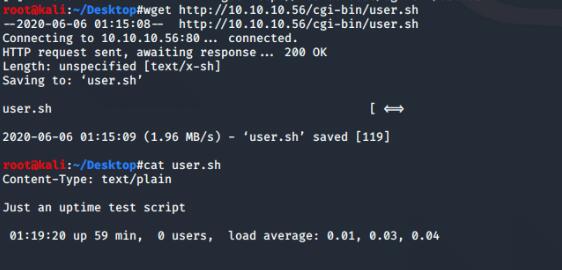 root@kali:~/Desktop#wget http://10.10.10.56/cgi-bin/user.sh
--2020-06-06 01:15:08--  http://10.10.10.56/cgi-bin/user.sh
Connecting to 10.10.10.56:80... connected.
HTTP request sent, awaiting response... 200 OK
Length: unspecified [text/x-sh]
Saving to: ‘user.sh’
user.sh [ <=>
2020-06-06 01:15:09 (1.96 MB/s) - ‘user.sh’ saved [119]
root@kali:~/Desktop#cat user.sh
Content-Type: text/plain
Just an uptime test script
 01:19:20 up 59 min,  0 users,  load average: 0.01, 0.03, 0.04